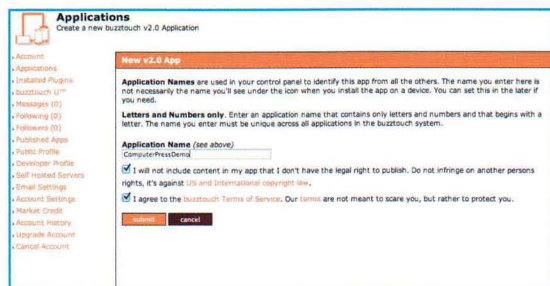 Applications
Create a new buzztouch v2.0 Application
Account
Applications
Installed Plugins
buzztouch U™
Messages (0)
Following (0)
Followers (0)
Published Apps
Public Profile
Developer Profile
Self Hosted Servers
Email Settings
Account Settings
Market Credit
Account History
Upgrade Account
Cancel Account
New v2.0 App
Application Names are used in your control panel to identify this app from all the others. The name you enter here is
not necessarily the name you'll see under the icon when you install the app on a device. You can set this in the later if
you need.
Letters and Numbers only. Enter an application name that contains only letters and numbers and that begins with a
letter. The name you enter must be unique across all applications in the buzztouch system.
Application Name (see above)
ComputerPressDemo
I will not include content in my app that I don't have the legal right to publish. Do not infringe on another persons
rights, it's against US and International copyright law.
I agree to the buzztouch Terms of Service. Our terms are not meant to scare you, but rather to protect you.
submit cancel